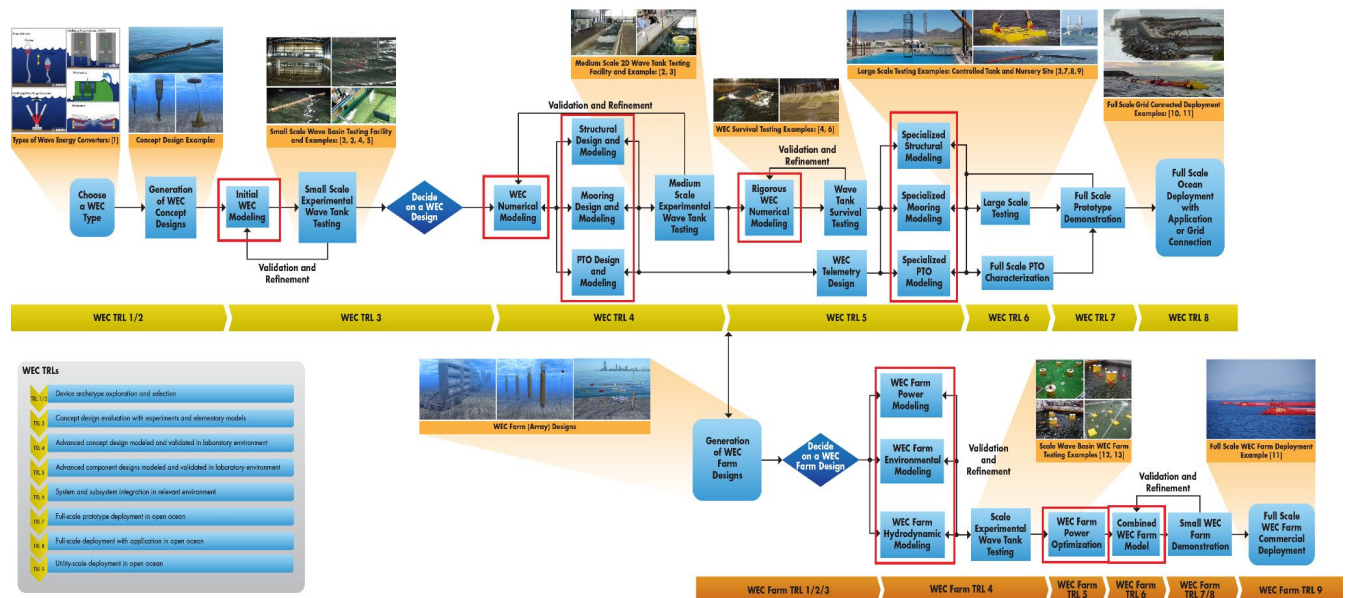 Types of Wave Energy Converters: [1]
Concept Design Example:
Small Scale Wave Basin Testing Facility
and Examples: [2, 3, 4, 5]
Medium Scale 2D Wave Tank Testing
Facility and Example: [2, 3]
WEC Survival Testing Examples: [4, 6]
Large Scale Testing Examples: Controlled Tank and Nursery Site [3,7,8, 9]
Full Scale Grid Connected Deployment
Examples: [10, 11]
Choose
a WEC
Type
Generation
of WEC
Concept
Designs
Initial
WEC
Modeling
Small Scale
Experimental
Wave Tank
Testing
Validation and
Refinement
Decide
on a WEC
Design
WEC
Numerical
Modeling
Validation and Refinement
Structural
Design and
Modeling
Mooring
Design and
Modeling
PTO Design
and
Modeling
Medium
Scale
Experimental
Wave Tank
Testing
Rigorous
WEC
Numerical
Modeling
Validation and
Refinement
Wave
Tank
Survival
Testing
WEC
Telemetry
Design
Specialized
Structural
Modeling
Specialized
Mooring
Modeling
Specialized
PTO
Modeling
Large Scale
Testing
Full Scale PTO
Characterization
Full Scale
Prototype
Demonstration
Full Scale
Ocean
Deployment
with
Application
or Grid
Connection
WEC TRL 1/2
WEC TRL 3
WEC TRL 4
WEC TRL 5
WEC TRL 6
WEC TRL 7
WEC TRL 8
WEC TRLs
TRL 1/2
Device archetype exploration and selection
TRL 3
Concept design evaluation with experiments and elementary models
TRL 4
Advanced concept design modeled and validated in laboratory environment
TRL 5
Advanced component designs modeled and validated in laboratory environment
TRL 6
System and subsystem integration in relevant environment
TRL 7
Full-scale prototype deployment in open ocean
TRL 8
Full-scale deployment with application in open ocean
TRL 9
Utility-scale deployment in open ocean
WEC Farm (Array) Designs
Generation
of WEC
Farm
Designs
Decide
on a WEC
Farm Design
WEC Farm
Power
Modeling
WEC Farm
Environmental
Modeling
WEC Farm
Hydrodynamic
Modeling
Validation
and
Refinement
Scale
Experimental
Wave Tank
Testing
Scale Wave Basin WEC Farm
Testing Examples [12, 13]
WEC Farm
Power
Optimization
Combined
WEC Farm
Model
Validation and
Refinement
Small WEC
Farm
Demonstration
Full Scale WEC Farm Deployment
Example [11]
Full Scale
WEC Farm
Commercial
Deployment
WEC Farm TRL 1/2/3
WEC Farm TRL 4
WEC Farm
TRL 5
WEC Farm
TRL 6
WEC Farm
TRL 7/8
WEC Farm TRL 9